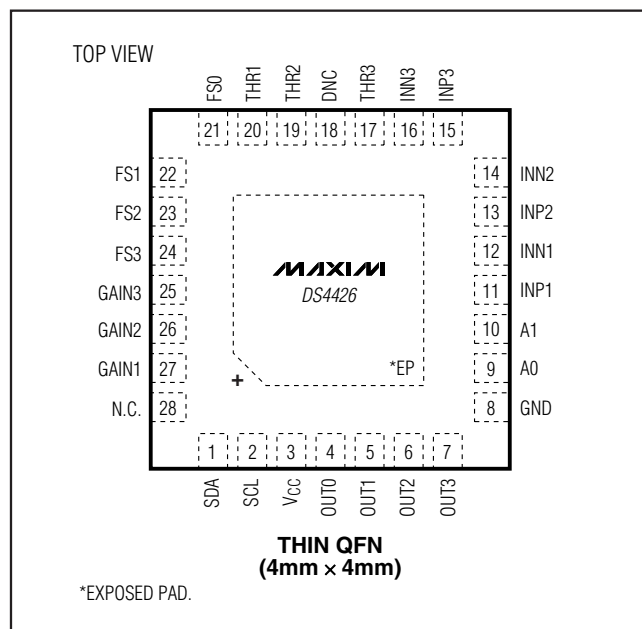 TOP VIEW
FS0 THR1 THR2 DNC THR3 INN3 INP3
21 20 19 18 17 16 15
FS1 22 14 INN2
FS2 23 13 INP2
FS3 24 12 INN1
MAXIM
DS4426
GAIN3 25 11 INP1
GAIN2 26 10 A1
GAIN1 27 9 A0
*EP
+
N.C. 28 8 GND
1 2 3 4 5 6 7
SDA SCL VCC OUT0 OUT1 OUT2 OUT3
THIN QFN
(4mm × 4mm)
*EXPOSED PAD.